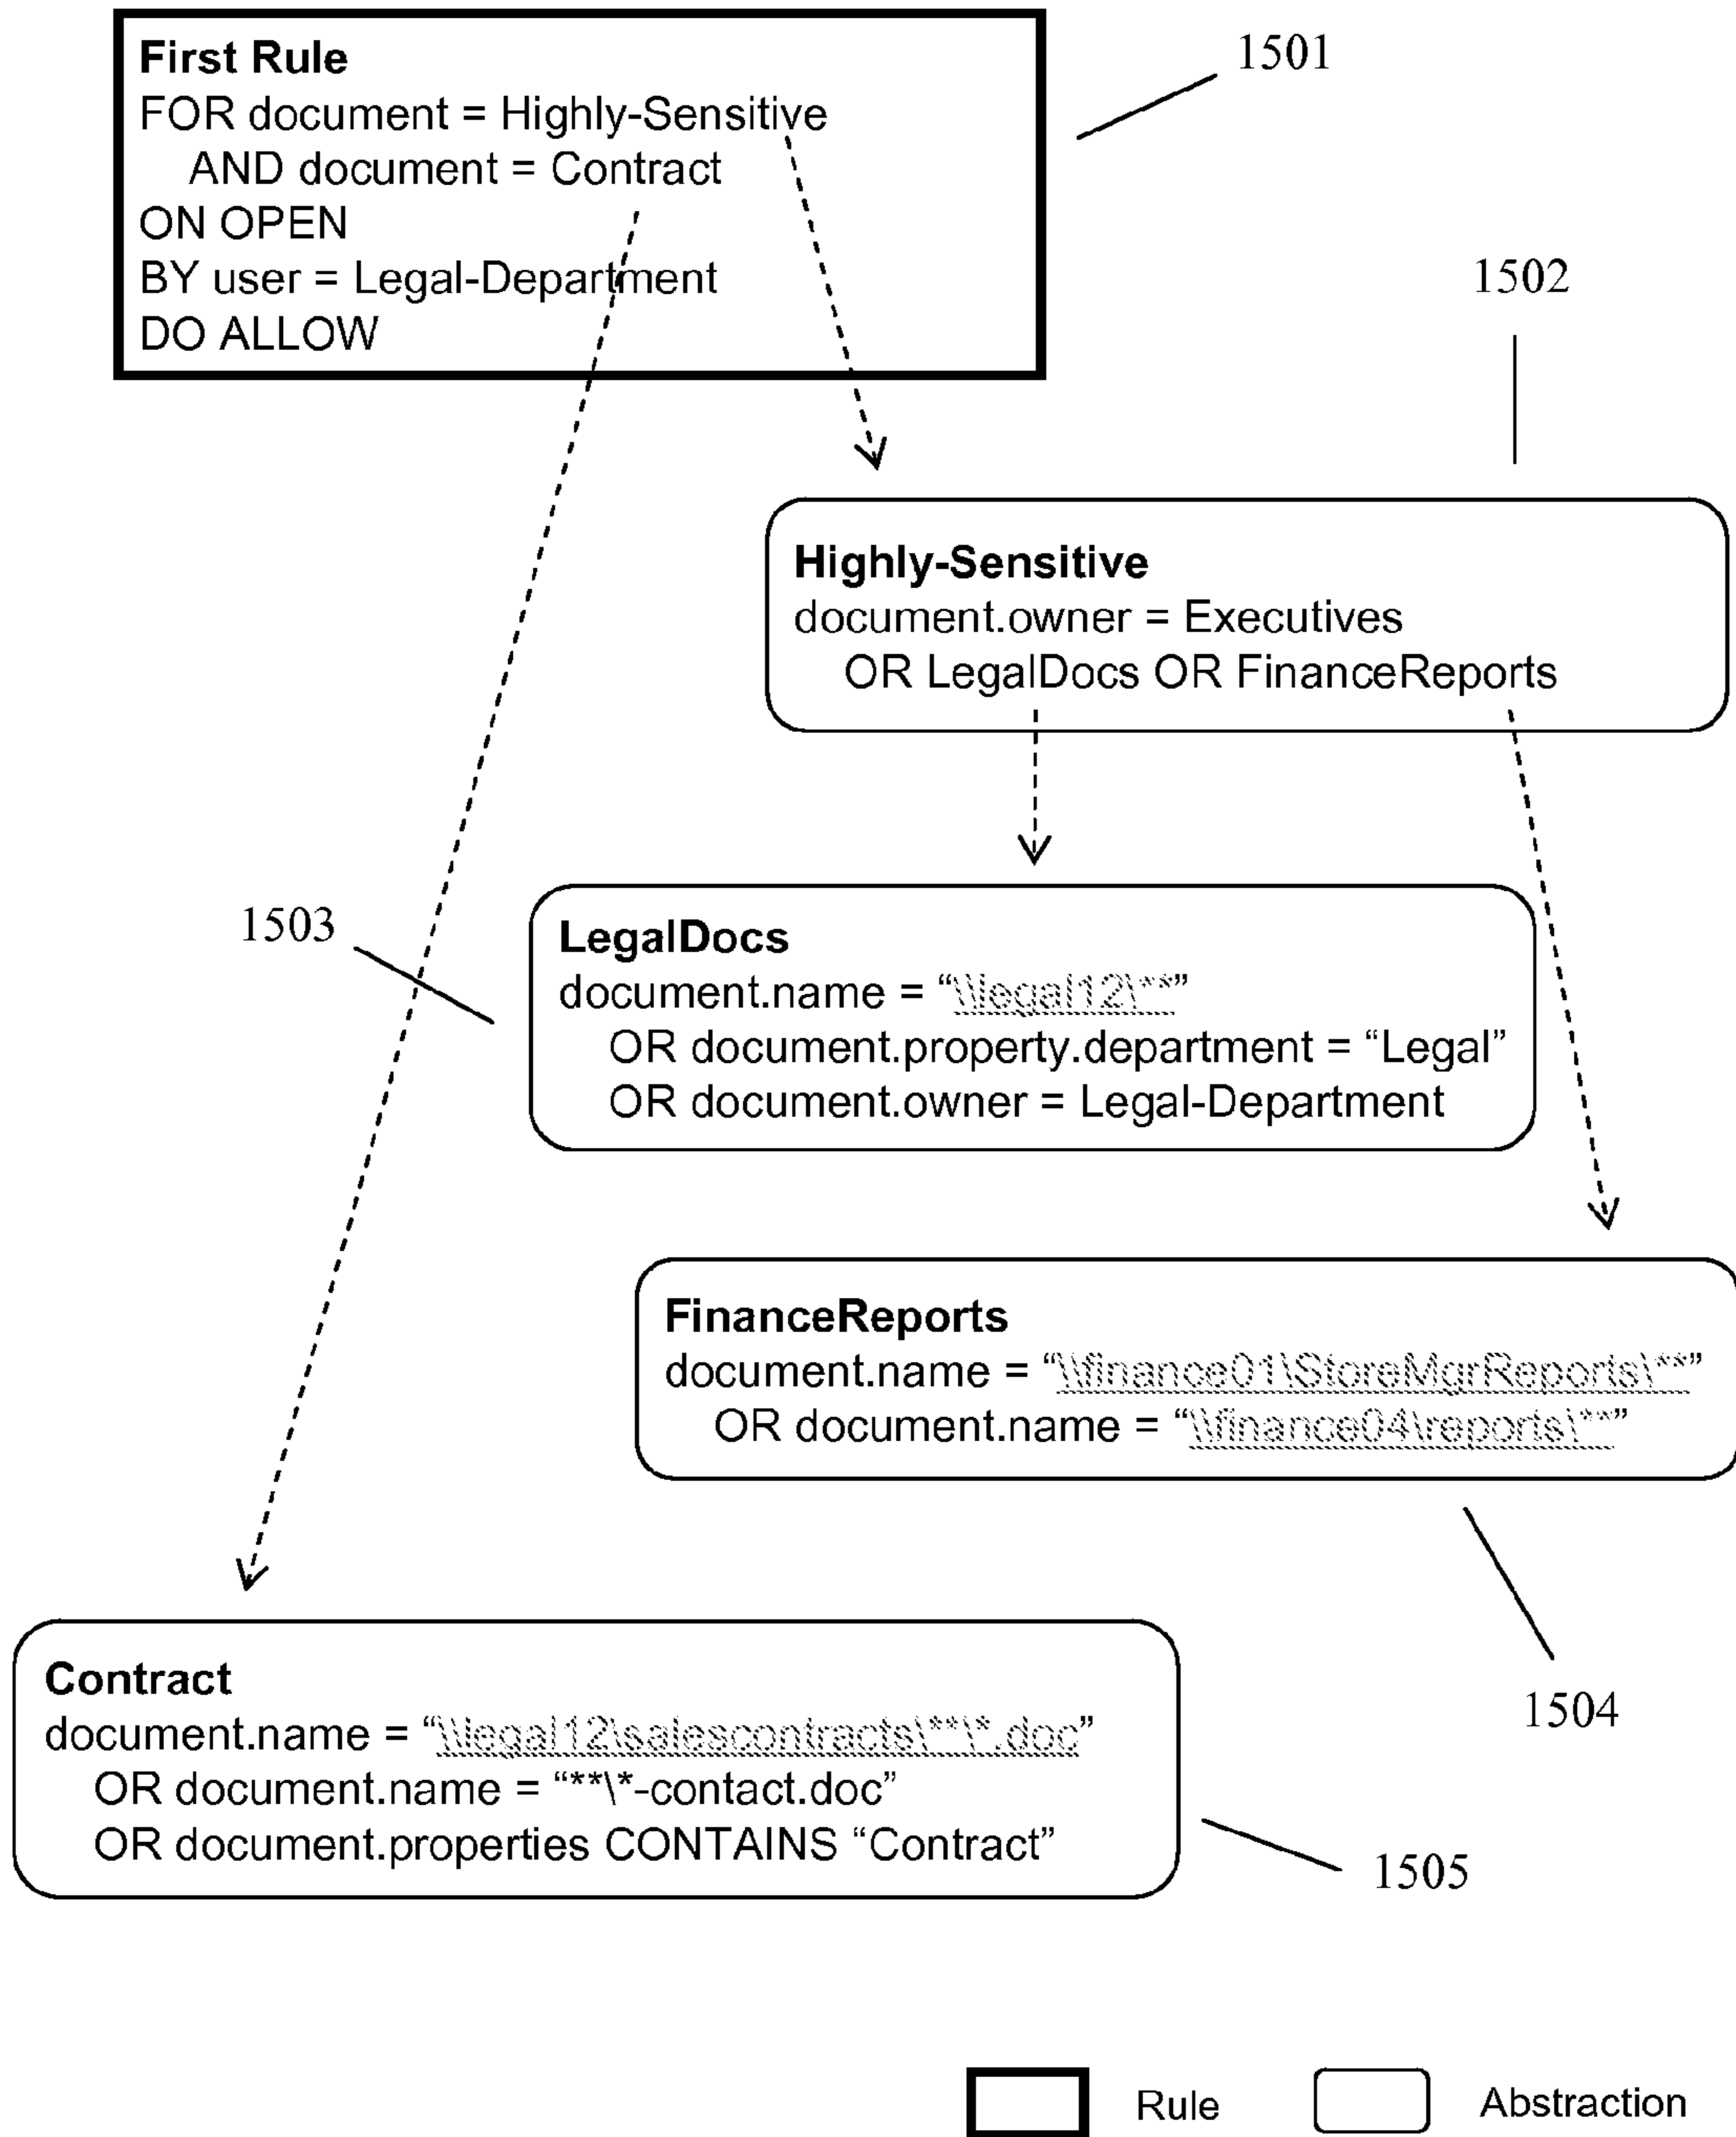 First Rule
FOR document = Highly-Sensitive
AND document = Contract
ON OPEN
BY user = Legal-Department
DO ALLOW
1501
1502
Highly-Sensitive
document.owner = Executives
OR LegalDocs OR FinanceReports
1503
LegalDocs
document.name = “\\legal12\**”
OR document.property.department = “Legal”
OR document.owner = Legal-Department
FinanceReports
document.name = “\\finance01\StoreMgrReports\**”
OR document.name = “\\finance04\reports\**”
1504
Contract
document.name = “\\legal12\salescontracts\**\*.doc”
OR document.name = “**\*-contact.doc”
OR document.properties CONTAINS “Contract”
1505
Rule
Abstraction